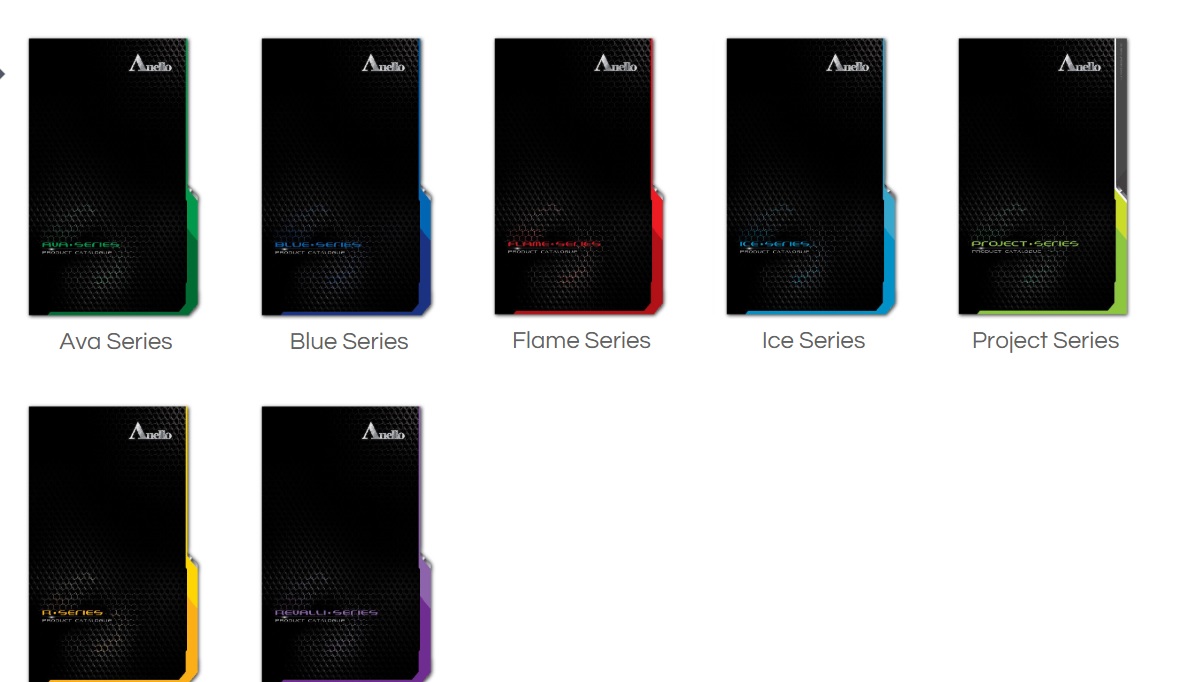 Anello
AVA•SERIES
PRODUCT CATALOGUE
Ava Series
Anello
BLUE•SERIES
PRODUCT CATALOGUE
Blue Series
Anello
FLAME•SERIES
PRODUCT CATALOGUE
Flame Series
Anello
ICE•SERIES
PRODUCT CATALOGUE
Ice Series
Anello
PROJECT•SERIES
PRODUCT CATALOGUE
Project Series
Anello
R•SERIES
PRODUCT CATALOGUE
Anello
REVALLI•SERIES
PRODUCT CATALOGUE